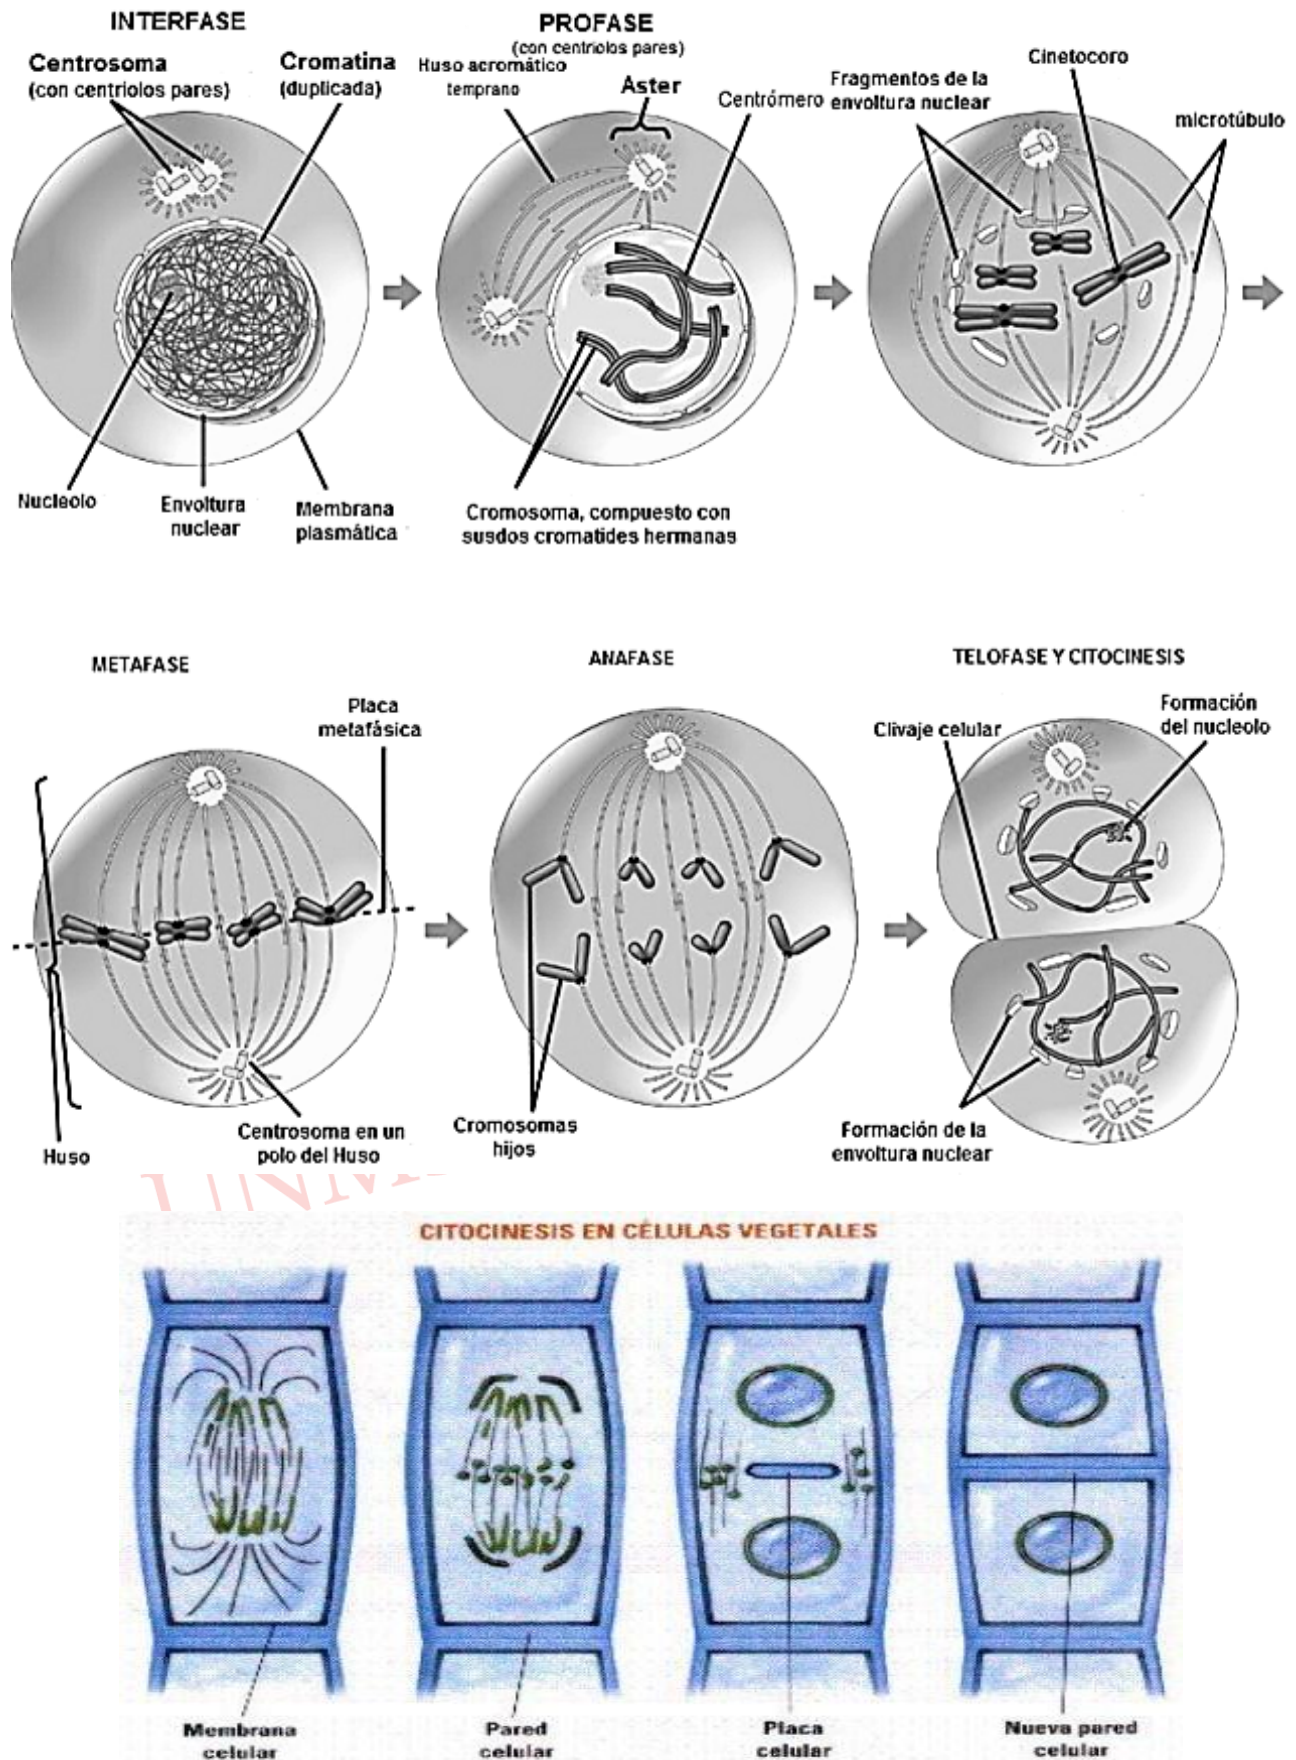 INTERFASE
PROFASE
(con centriolos pares)
Centrosoma
(con centriolos pares)
Cromatina
(duplicada)
Huso acromático
temprano
Aster
Centrómero
Fragmentos de la
envoltura nuclear
Cinetocoro
microtúbulo
Nucleolo
Envoltura
nuclear
Membrana
plasmática
Cromosoma, compuesto con
susdos cromatides hermanas
METAFASE
ANAFASE
TELOFASE Y CITOCINESIS
Placa
metafásica
Clivaje celular
Formación
del nucleolo
Huso
Centrosoma en un
polo del Huso
Cromosomas
hijos
Formación de la
envoltura nuclear
CITOCINESIS EN CÉLULAS VEGETALES
Membrana
celular
Pared
celular
Placa
celular
Nueva pared
celular